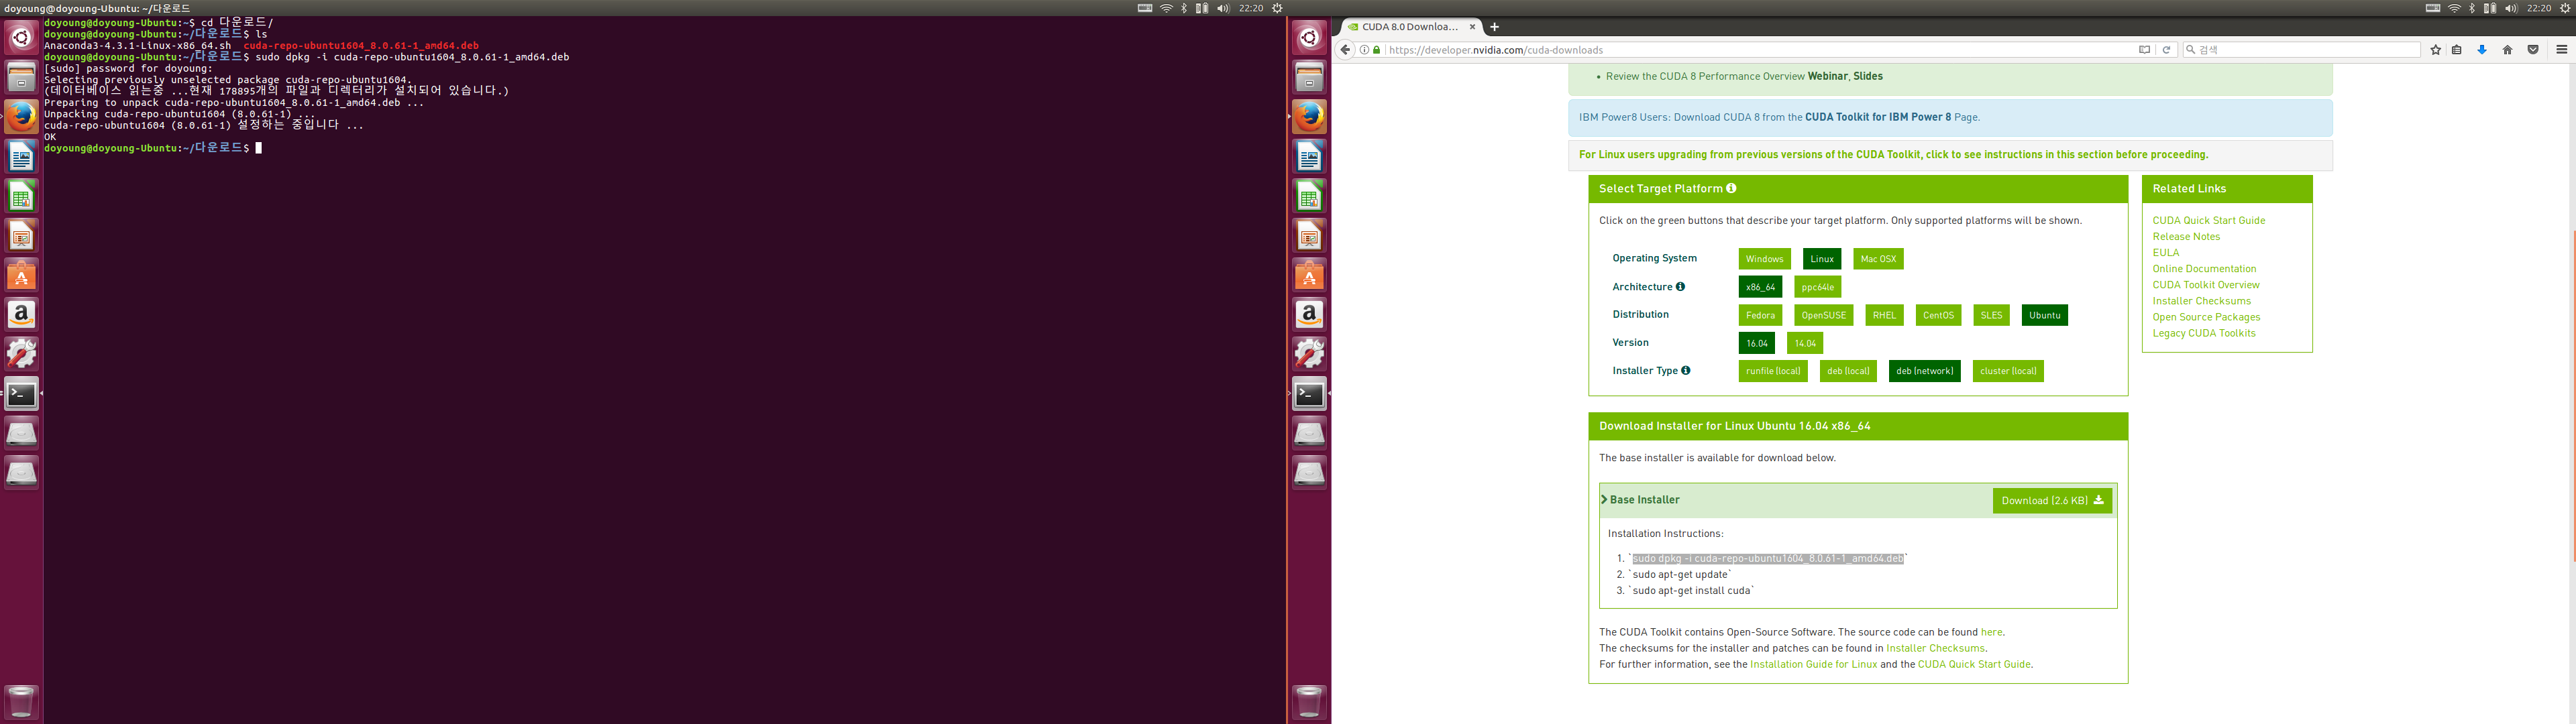 doyoung@doyoung-Ubuntu: ~/다운로드
22:20
doyoung@doyoung-Ubuntu:~$ cd 다운로드/
doyoung@doyoung-Ubuntu:~/다운로드$ ls
Anaconda3-4.3.1-Linux-x86_64.sh  cuda-repo-ubuntu1604_8.0.61-1_amd64.deb
doyoung@doyoung-Ubuntu:~/다운로드$ sudo dpkg -i cuda-repo-ubuntu1604_8.0.61-1_amd64.deb
[sudo] password for doyoung:
Selecting previously unselected package cuda-repo-ubuntu1604.
(데이터베이스 읽는중 ...현재 178895개의 파일과 디렉터리가 설치되어 있습니다.)
Preparing to unpack cuda-repo-ubuntu1604_8.0.61-1_amd64.deb ...
Unpacking cuda-repo-ubuntu1604 (8.0.61-1) ...
cuda-repo-ubuntu1604 (8.0.61-1) 설정하는 중입니다 ...
OK
doyoung@doyoung-Ubuntu:~/다운로드$
22:20
CUDA 8.0 Downloa...
https://developer.nvidia.com/cuda-downloads
검색
• Review the CUDA 8 Performance Overview Webinar, Slides
IBM Power8 Users: Download CUDA 8 from the CUDA Toolkit for IBM Power 8 Page.
For Linux users upgrading from previous versions of the CUDA Toolkit, click to see instructions in this section before proceeding.
Select Target Platform
Click on the green buttons that describe your target platform. Only supported platforms will be shown.
Operating System Windows Linux Mac OSX
Architecture x86_64 ppc64le
Distribution Fedora OpenSUSE RHEL CentOS SLES Ubuntu
Version 16.04 14.04
Installer Type runfile (local) deb (local) deb (network) cluster (local)
Related Links
CUDA Quick Start Guide
Release Notes
EULA
Online Documentation
CUDA Toolkit Overview
Installer Checksums
Open Source Packages
Legacy CUDA Toolkits
Download Installer for Linux Ubuntu 16.04 x86_64
The base installer is available for download below.
Base Installer
Download (2.6 KB)
Installation Instructions:
1. `sudo dpkg -i cuda-repo-ubuntu1604_8.0.61-1_amd64.deb`
2. `sudo apt-get update`
3. `sudo apt-get install cuda`
The CUDA Toolkit contains Open-Source Software. The source code can be found here.
The checksums for the installer and patches can be found in Installer Checksums.
For further information, see the Installation Guide for Linux and the CUDA Quick Start Guide.